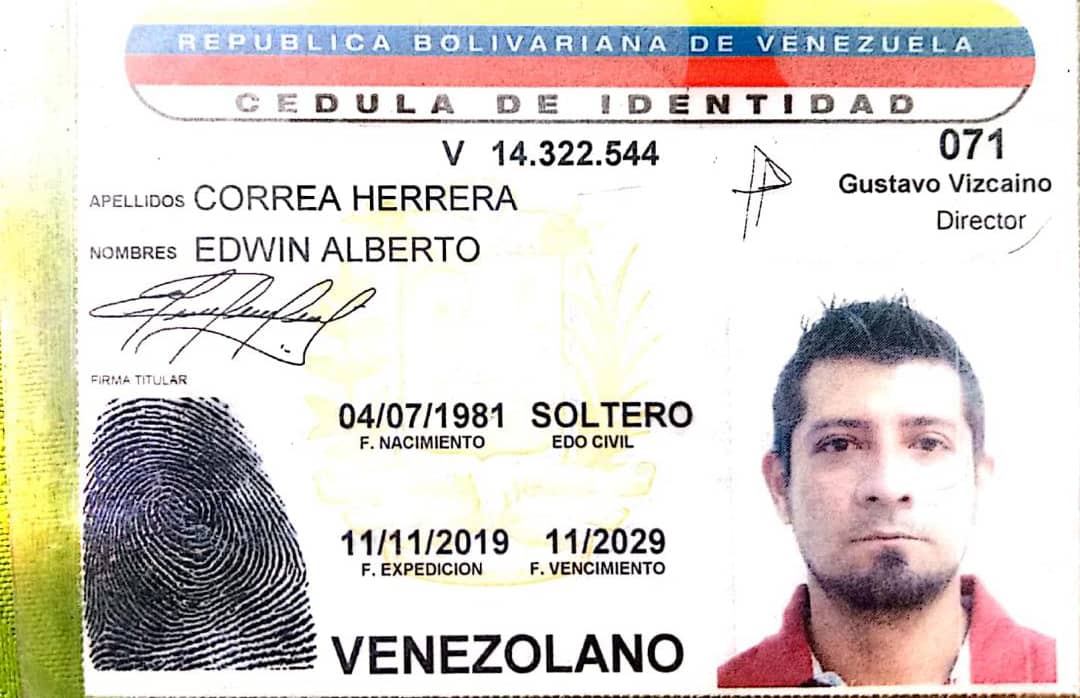 REPUBLICA BOLIVARIANA DE VENEZUELA
CEDULA DE IDENTIDAD
V 14.322.544
071
Gustavo Vizcaino
Director
APELLIDOS CORREA HERRERA
NOMBRES EDWIN ALBERTO
FIRMA TITULAR
04/07/1981 SOLTERO
F. NACIMIENTO EDO CIVIL
11/11/2019 11/2029
F. EXPEDICION F. VENCIMIENTO
VENEZOLANO